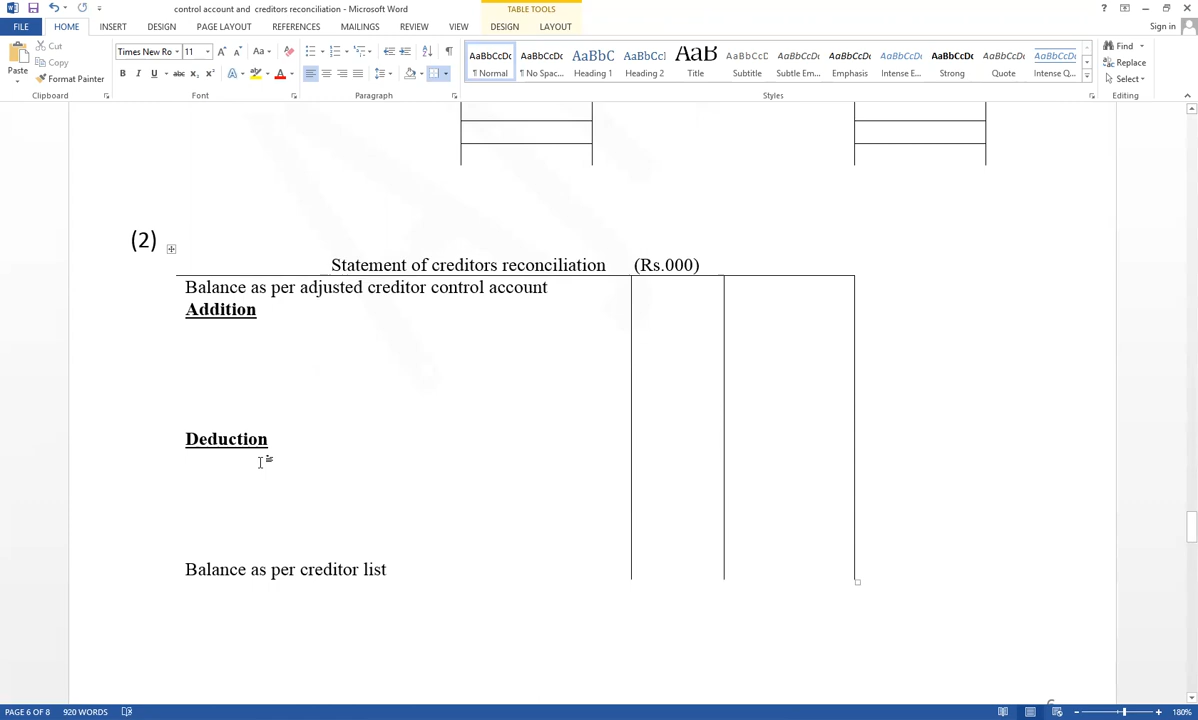 control account and creditors reconciliation - Microsoft Word
TABLE TOOLS
Sign in
FILE HOME INSERT DESIGN PAGE LAYOUT REFERENCES MAILINGS REVIEW VIEW DESIGN LAYOUT
Paste
Cut
Copy
Format Painter
Clipboard
Times New Ro 11
Font
Paragraph
AaBbCcDc AaBbCcDc AaBbC AaBbCcI AaB AaBbCcD AaBbCcDc AaBbCcDc AaBbCcDc AaBbCcDc AaBbCcDc AaBbCcDc
¶ Normal ¶ No Spac... Heading 1 Heading 2 Title Subtitle Subtle Em... Emphasis Intense E... Strong Quote Intense Q...
Styles
Find
Replace
Select
Editing
(2)
Statement of creditors reconciliation (Rs.000)
Balance as per adjusted creditor control account
Addition
Deduction
Balance as per creditor list
PAGE 6 OF 8 920 WORDS 180%